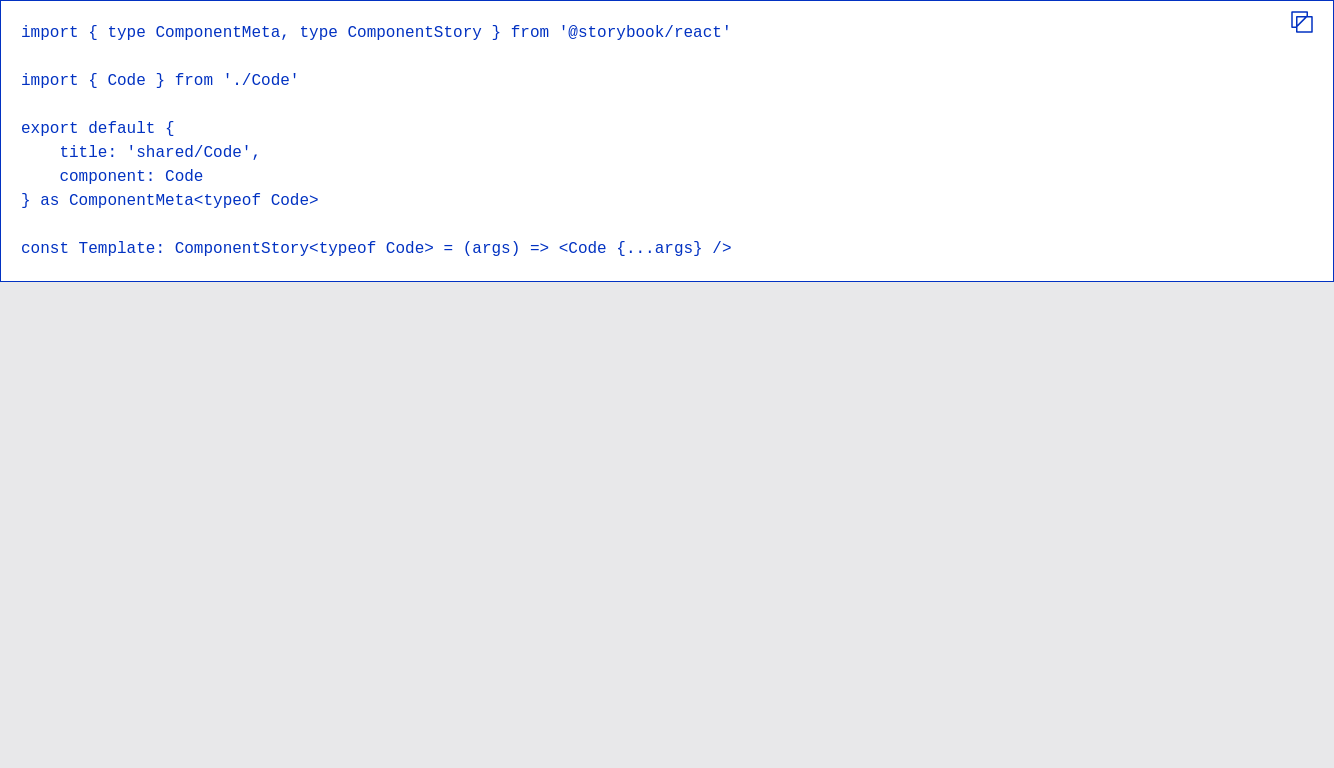 import { type ComponentMeta, type ComponentStory } from '@storybook/react'

import { Code } from './Code'

export default {
    title: 'shared/Code',
    component: Code
} as ComponentMeta<typeof Code>

const Template: ComponentStory<typeof Code> = (args) => <Code {...args} />